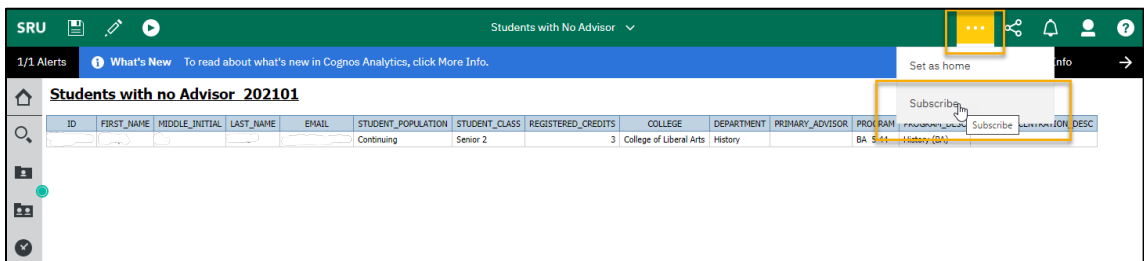 SRU Students with No Advisor ... ?
1/1 Alerts i What's New To read about what's new in Cognos Analytics, click More Info. nfo
Set as home
Students with no Advisor 202101
Subscribe
Subscribe
ID FIRST_NAME MIDDLE_INITIAL LAST_NAME EMAIL STUDENT_POPULATION STUDENT_CLASS REGISTERED_CREDITS COLLEGE DEPARTMENT PRIMARY_ADVISOR PROGRAM DESC
Continuing Senior 2 3 College of Liberal Arts History History (BA)